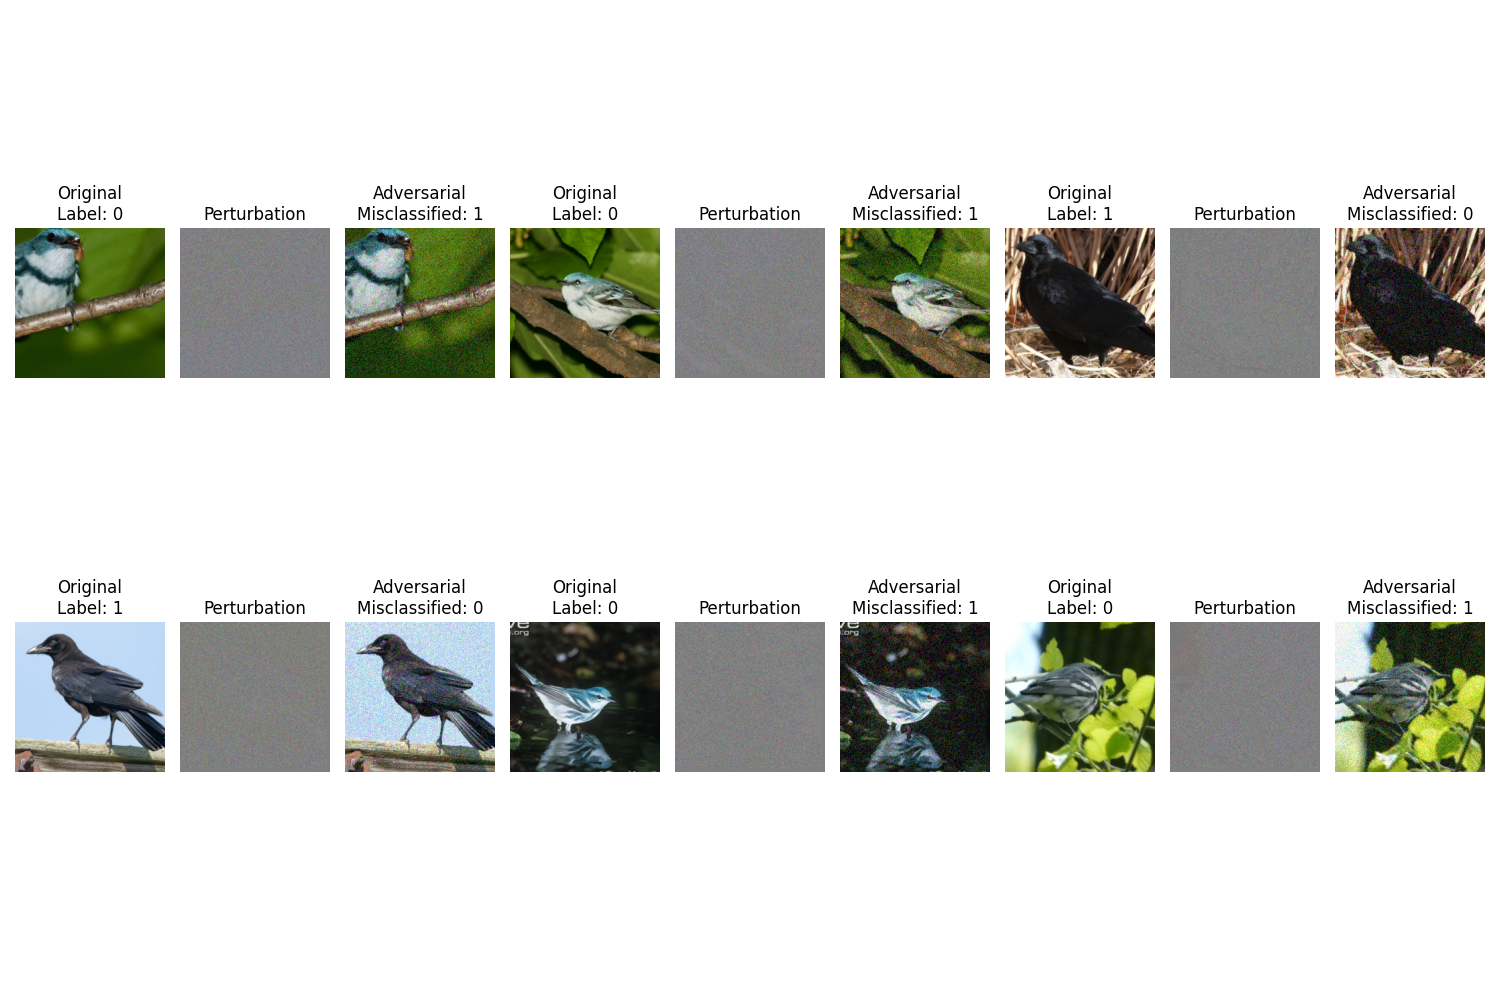 Original
Label: 0
Perturbation
Adversarial
Misclassified: 1
Original
Label: 0
Perturbation
Adversarial
Misclassified: 1
Original
Label: 1
Perturbation
Adversarial
Misclassified: 0
Original
Label: 1
Perturbation
Adversarial
Misclassified: 0
Original
Label: 0
Perturbation
Adversarial
Misclassified: 1
Original
Label: 0
Perturbation
Adversarial
Misclassified: 1